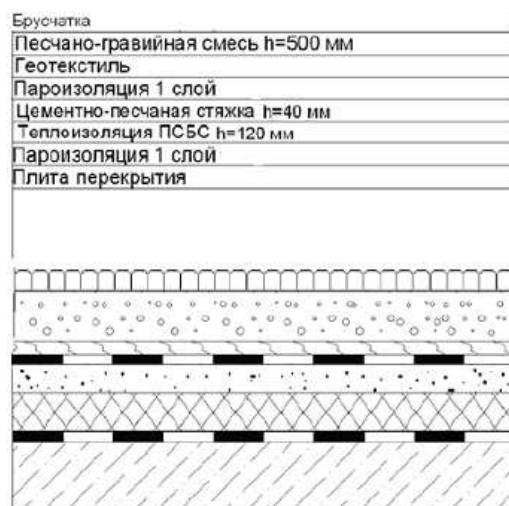 Брусчатка
Песчано-гравийная смесь h=500 мм
Геотекстиль
Пароизоляция 1 слой
Цементно-песчаная стяжка h=40 мм
Теплоизоляция ПСБС h=120 мм
Пароизоляция 1 слой
Плита перекрытия